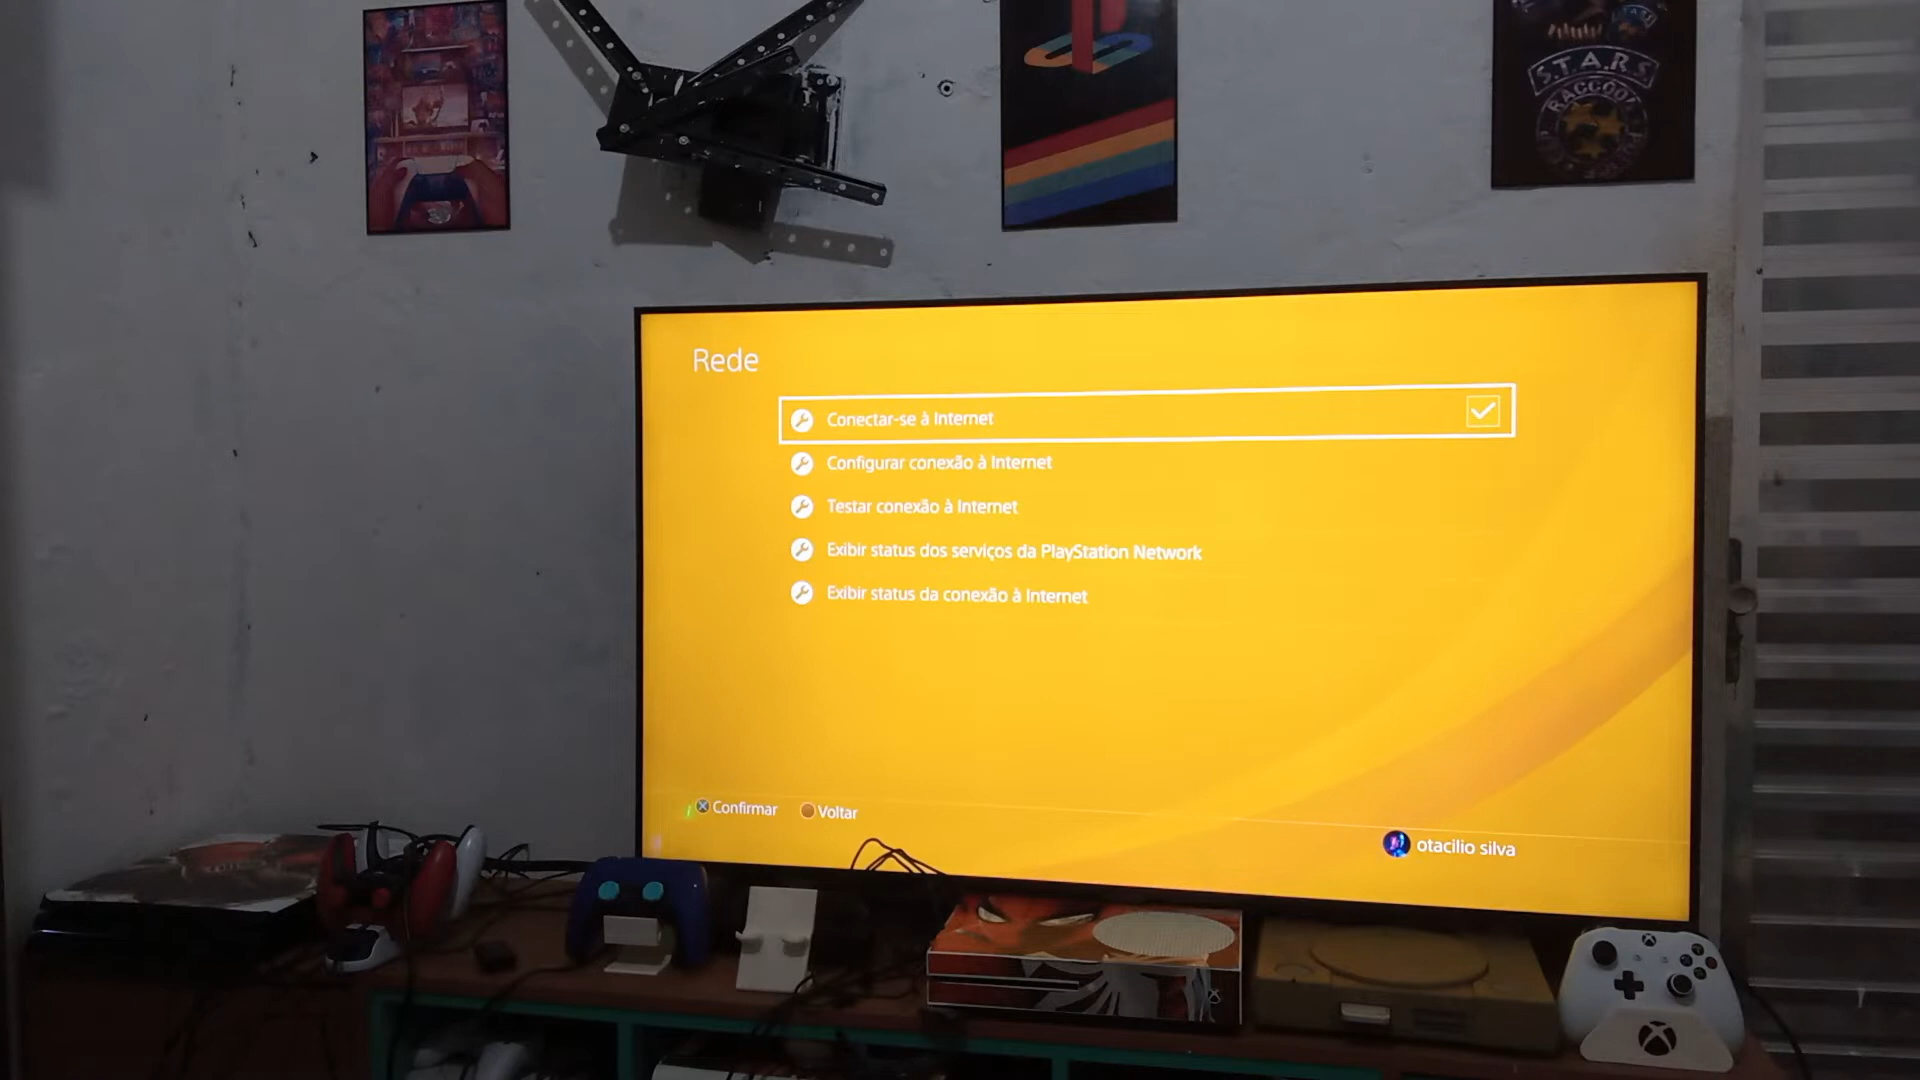 S.T.A.R.S.
RACCOON
Rede
Conectar-se à Internet
Configurar conexão à Internet
Testar conexão à Internet
Exibir status dos serviços da PlayStation Network
Exibir status da conexão à Internet
Confirmar
Voltar
otacilio silva